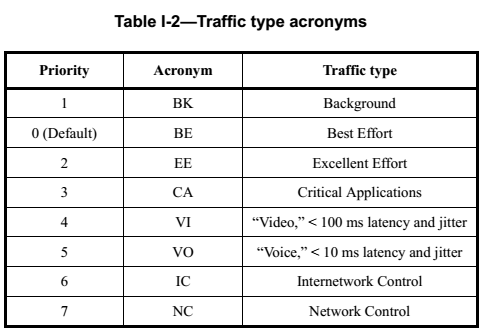 Table I-2—Traffic type acronyms
Priority Acronym Traffic type
1 BK Background
0 (Default) BE Best Effort
2 EE Excellent Effort
3 CA Critical Applications
4 VI “Video,” < 100 ms latency and jitter
5 VO “Voice,” < 10 ms latency and jitter
6 IC Internetwork Control
7 NC Network Control